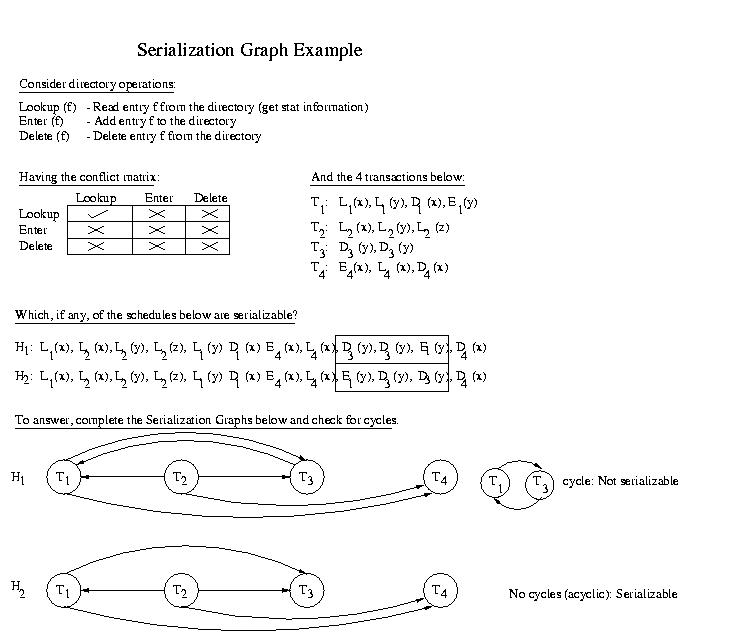 Serialization Graph Example
Consider directory operations:
Lookup (f) - Read entry f from the directory (get stat information)
Enter (f) - Add entry f to the directory
Delete (f) - Delete entry f from the directory
Having the conflict matrix:
Lookup Enter Delete
Lookup
Enter
Delete
And the 4 transactions below:
T1: L1(x), L1 (y), D1 (x), E1(y)
T2: L2 (x), L2(y), L2 (z)
T3: D3 (y), D3 (y)
T4: E4(x), L4 (x), D4(x)
Which, if any, of the schedules below are serializable?
H1: L1(x), L2 (x), L2 (y), L2 (z), L1 (y) D1 (x) E4 (x), L4 (x), D3 (y), D3 (y), E1 (y), D4 (x)
H2: L1(x), L2 (x), L2 (y), L2 (z), L1 (y) D1 (x) E4 (x), L4 (x), E1 (y), D3 (y), D3 (y), D4 (x)
To answer, complete the Serialization Graphs below and check for cycles.
H1 T1 T2 T3 T4 T1 T3 cycle: Not serializable
H2 T1 T2 T3 T4 No cycles (acyclic): Serializable